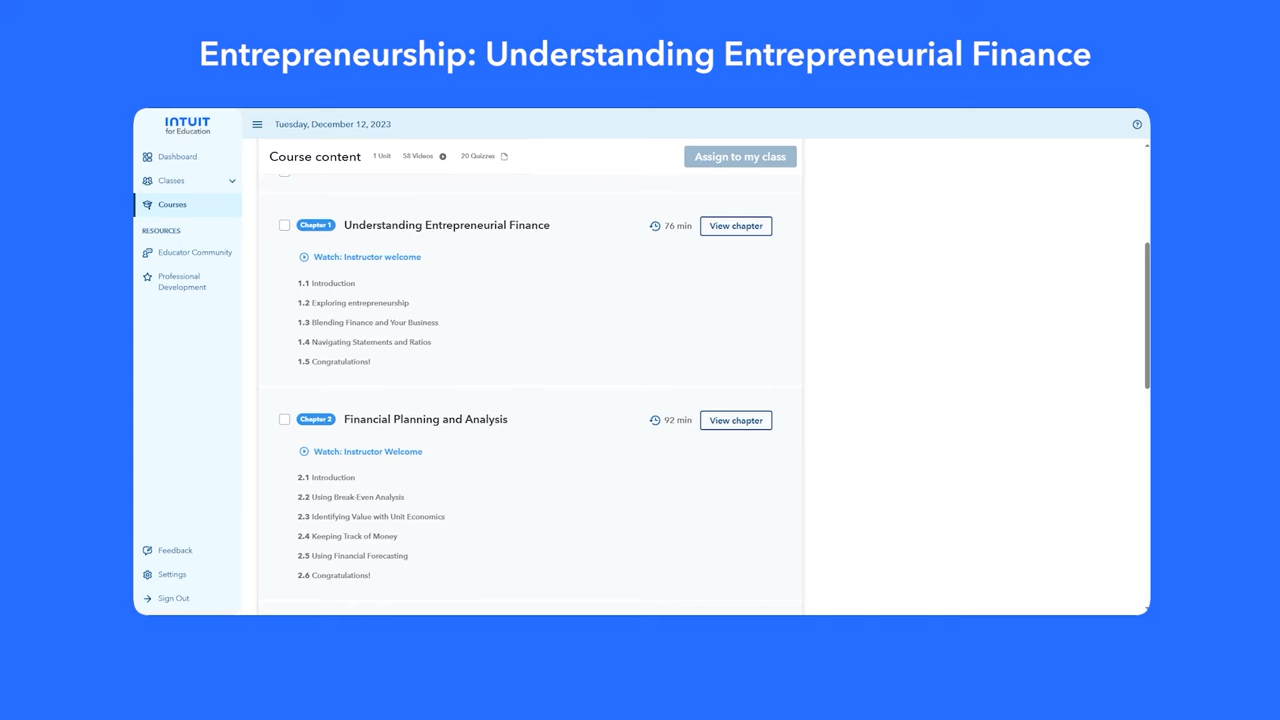 Entrepreneurship: Understanding Entrepreneurial Finance
INTUIT
for Education
Tuesday, December 12, 2023
Dashboard
Classes
Courses
RESOURCES
Educator Community
Professional
Development
Feedback
Settings
Sign Out
Course content 1 Unit 58 Videos 20 Quizzes Assign to my class
Chapter 1 Understanding Entrepreneurial Finance 76 min View chapter
Watch: Instructor welcome
1.1 Introduction
1.2 Exploring entrepreneurship
1.3 Blending Finance and Your Business
1.4 Navigating Statements and Ratios
1.5 Congratulations!
Chapter 2 Financial Planning and Analysis 92 min View chapter
Watch: Instructor Welcome
2.1 Introduction
2.2 Using Break-Even Analysis
2.3 Identifying Value with Unit Economics
2.4 Keeping Track of Money
2.5 Using Financial Forecasting
2.6 Congratulations!